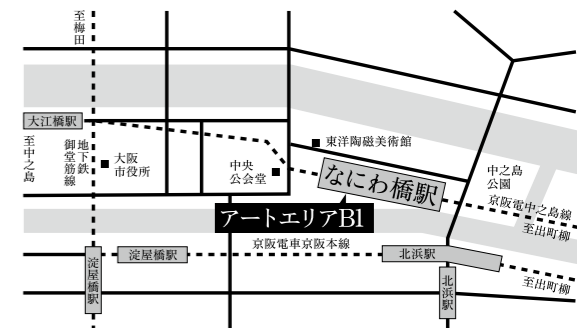 至梅田
大江橋駅
至中之島
地下鉄
御堂筋線
大阪
市役所
東洋陶磁美術館
中央
公会堂
なにわ橋駅
中之島
公園
京阪電中之島線
至出町柳
アートエリアB1
淀屋橋駅
淀屋橋駅
京阪電車京阪本線
北浜駅
北浜駅
至出町柳